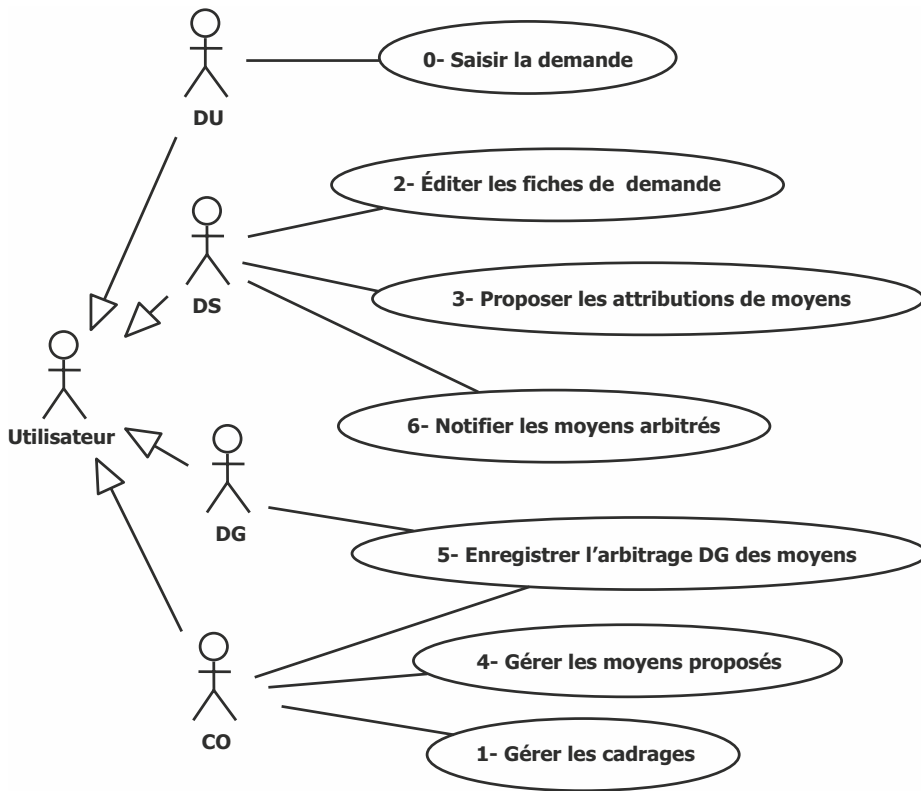 0- Saisir la demande
DU
2- Éditer les fiches de demande
DS
3- Proposer les attributions de moyens
6- Notifier les moyens arbitrés
Utilisateur
DG
5- Enregistrer l’arbitrage DG des moyens
4- Gérer les moyens proposés
CO
1- Gérer les cadrages